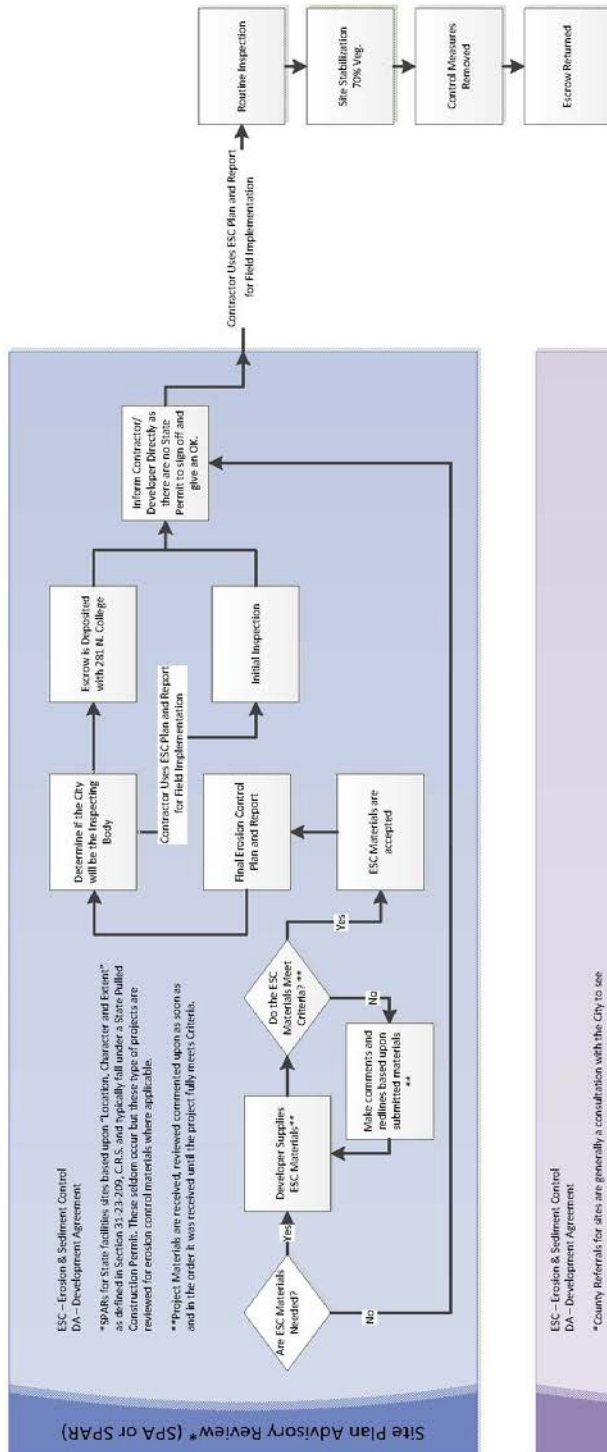 Site Plan Advisory Review* (SPA or SPAR)
ESC – Erosion & Sediment Control
DA – Development Agreement
*SPARs for State facilities sites based upon "Location, Character and Extent"
as defined in Section 31-23-209, C.R.S. and typically fall under a State Pulled
Construction Permit. These seldom occur but these type of projects are
reviewed for erosion control materials where applicable.
**Project Materials are received, reviewed commented upon as soon as
and in the order it was received until the project fully meets Criteria.
Are ESC Materials
Needed?
Yes
No
Developer Supplies
ESC Materials**
Do the ESC
Materials Meet
Criteria? **
No
Make comments and
redlines based upon
submitted materials
**
Yes
ESC Materials are
accepted
Final Erosion Control
Plan and Report
Determine if the City
will be the Inspecting
Body
Contractor Uses ESC Plan and Report
for Field Implementation
Escrow is Deposited
with 281 N. College
Initial Inspection
Inform Contractor/
Developer Directly as
there are no State
Permit to sign off and
give an OK.
Contractor Uses ESC Plan and Report
for Field Implementation
Routine Inspection
Site Stabilization
70% Veg.
Control Measures
Removed
Escrow Returned
ESC – Erosion & Sediment Control
DA – Development Agreement
*County Referrals for sites are generally a consultation with the City to see